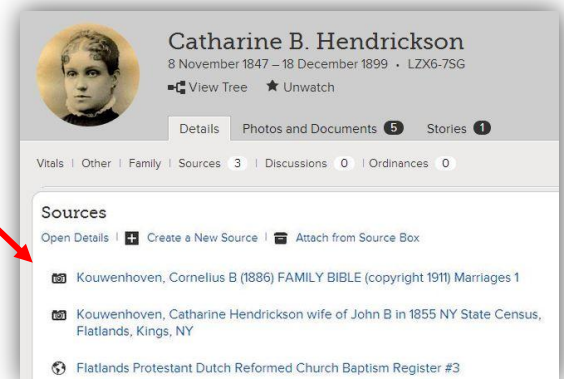 Catharine B. Hendrickson
8 November 1847 – 18 December 1899 • LZX6-7SG
View Tree ★ Unwatch
Details Photos and Documents 5 Stories 1
Vitals | Other | Family | Sources 3 | Discussions 0 | Ordinances 0
Sources
Open Details | Create a New Source | Attach from Source Box
Kouwenhoven, Cornelius B (1886) FAMILY BIBLE (copyright 1911) Marriages 1
Kouwenhoven, Catharine Hendrickson wife of John B in 1855 NY State Census,
Flatlands, Kings, NY
Flatlands Protestant Dutch Reformed Church Baptism Register #3